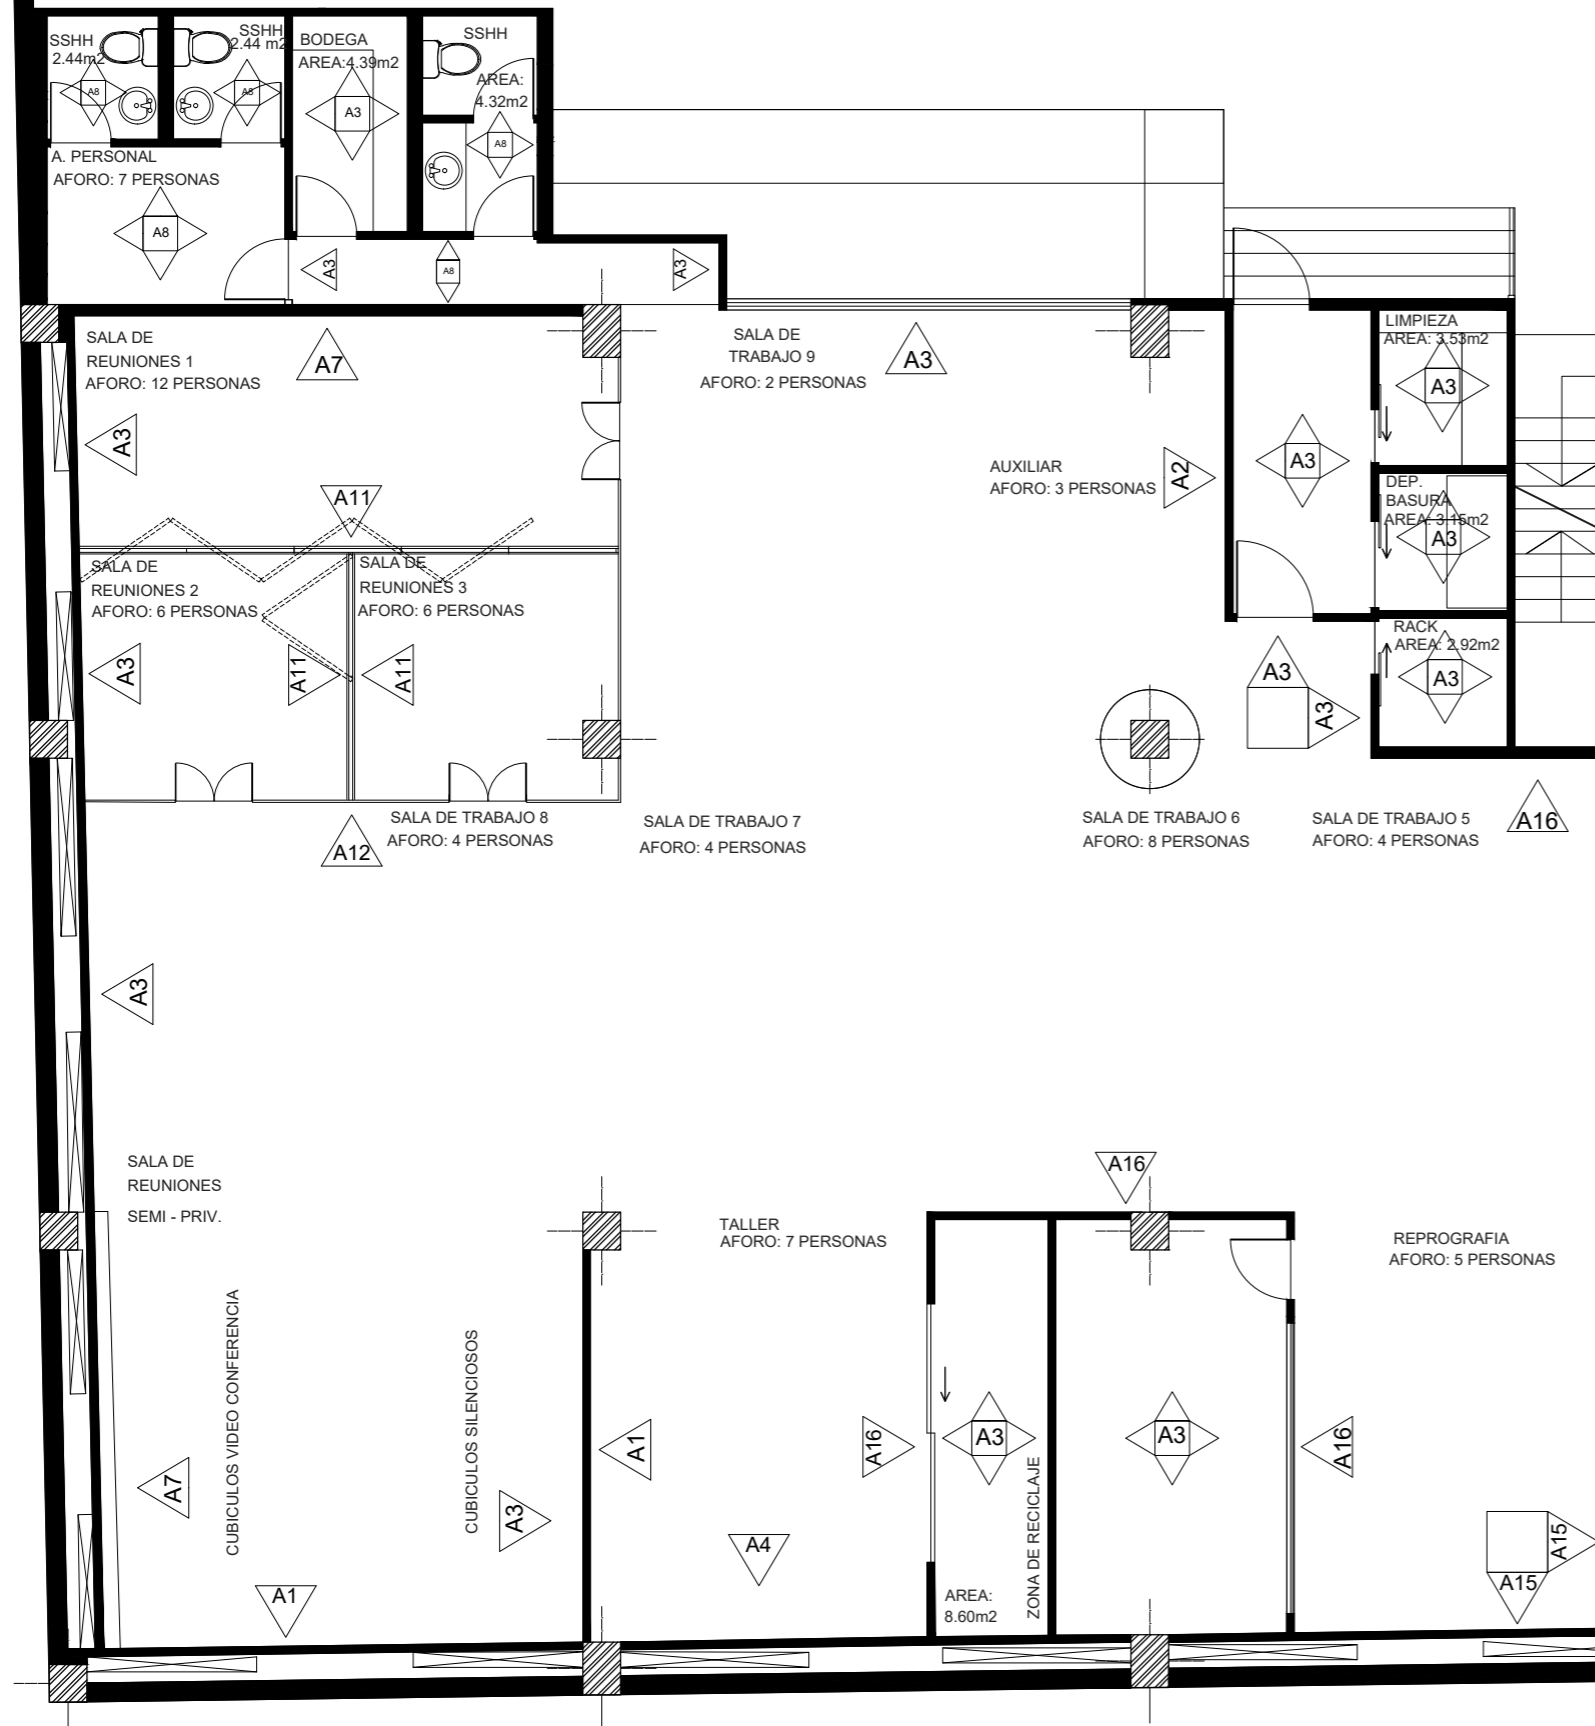 SSHH
2.44m2
A8
SSHH
2.44 m2
A8
BODEGA
AREA:4.39m2
A3
SSHH
AREA:
4.32m2
A8
A. PERSONAL
AFORO: 7 PERSONAS
A8
A3
A8
A3
SALA DE
REUNIONES 1
AFORO: 12 PERSONAS
A7
A3
A11
SALA DE
TRABAJO 9
AFORO: 2 PERSONAS
A3
AUXILIAR
AFORO: 3 PERSONAS
A2
A3
LIMPIEZA
AREA: 3.53m2
A3
DEP.
BASURA
AREA: 3.15m2
A3
RACK
AREA: 2.92m2
A3
A3
A3
SALA DE
REUNIONES 2
AFORO: 6 PERSONAS
A3
A11
SALA DE
REUNIONES 3
AFORO: 6 PERSONAS
A11
A12
SALA DE TRABAJO 8
AFORO: 4 PERSONAS
SALA DE TRABAJO 7
AFORO: 4 PERSONAS
SALA DE TRABAJO 6
AFORO: 8 PERSONAS
SALA DE TRABAJO 5
AFORO: 4 PERSONAS
A16
A3
SALA DE
REUNIONES
SEMI - PRIV.
A16
TALLER
AFORO: 7 PERSONAS
REPROGRAFIA
AFORO: 5 PERSONAS
CUBICULOS VIDEO CONFERENCIA
CUBICULOS SILENCIOSOS
A7
A3
A1
A1
A16
A4
A3
ZONA DE RECICLAJE
AREA:
8.60m2
A3
A16
A15
A15